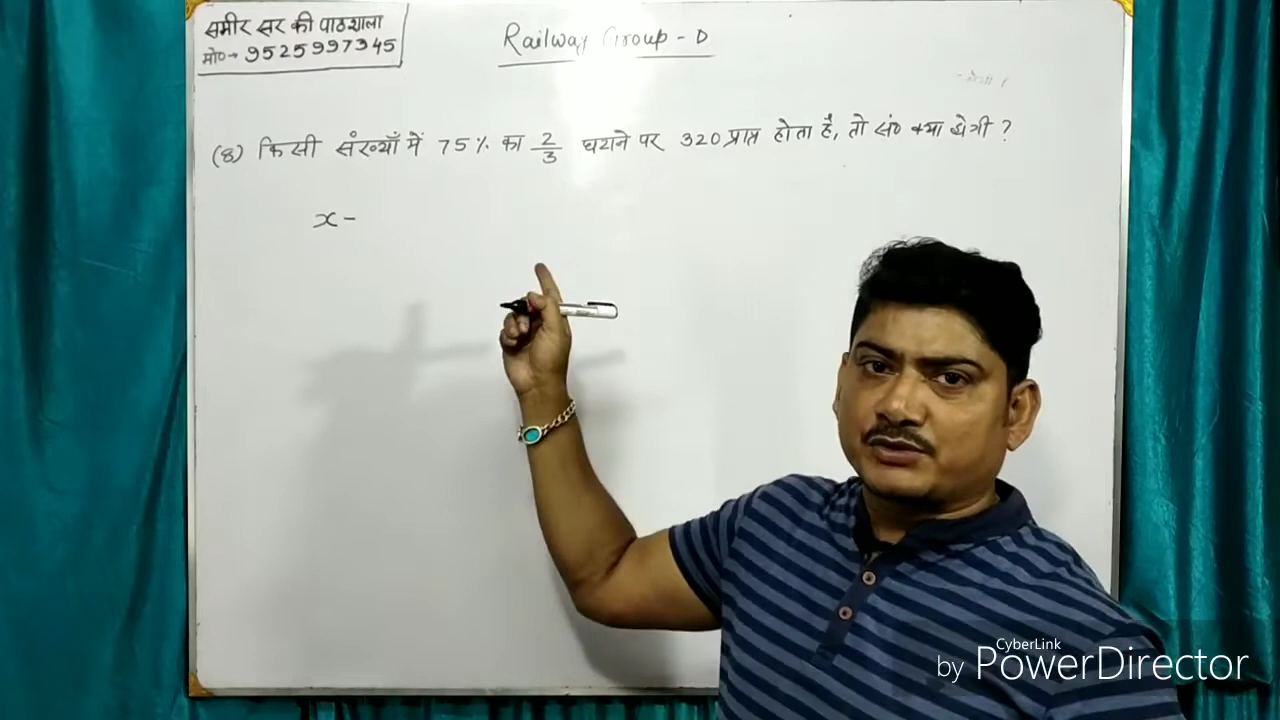 समीर सर की पाठशाला
मो०→ 9525997345
Railway Group - D
(8) किसी संख्याँ में 75% का 2/3 घटाने पर 320 प्राप्त होता है, तो सं० क्या होगी ?
x -
CyberLink
by PowerDirector